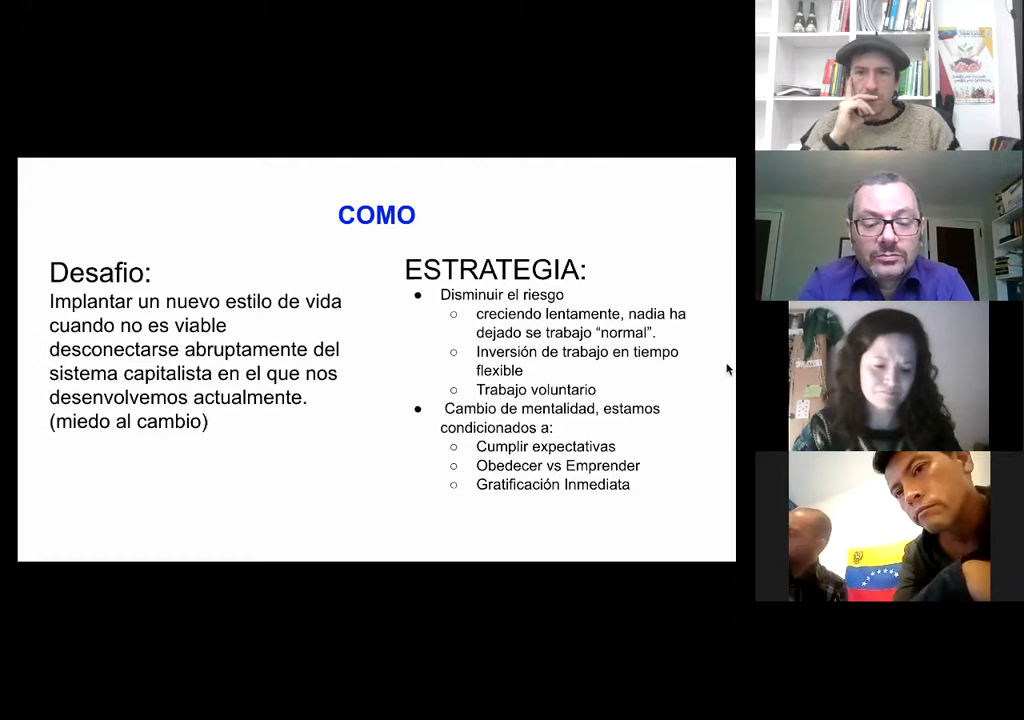 COMO
Desafio:
Implantar un nuevo estilo de vida
cuando no es viable
desconectarse abruptamente del
sistema capitalista en el que nos
desenvolvemos actualmente.
(miedo al cambio)
ESTRATEGIA:
● Disminuir el riesgo
○ creciendo lentamente, nadia ha
dejado se trabajo “normal”.
○ Inversión de trabajo en tiempo
flexible
○ Trabajo voluntario
● Cambio de mentalidad, estamos
condicionados a:
○ Cumplir expectativas
○ Obedecer vs Emprender
○ Gratificación Inmediata